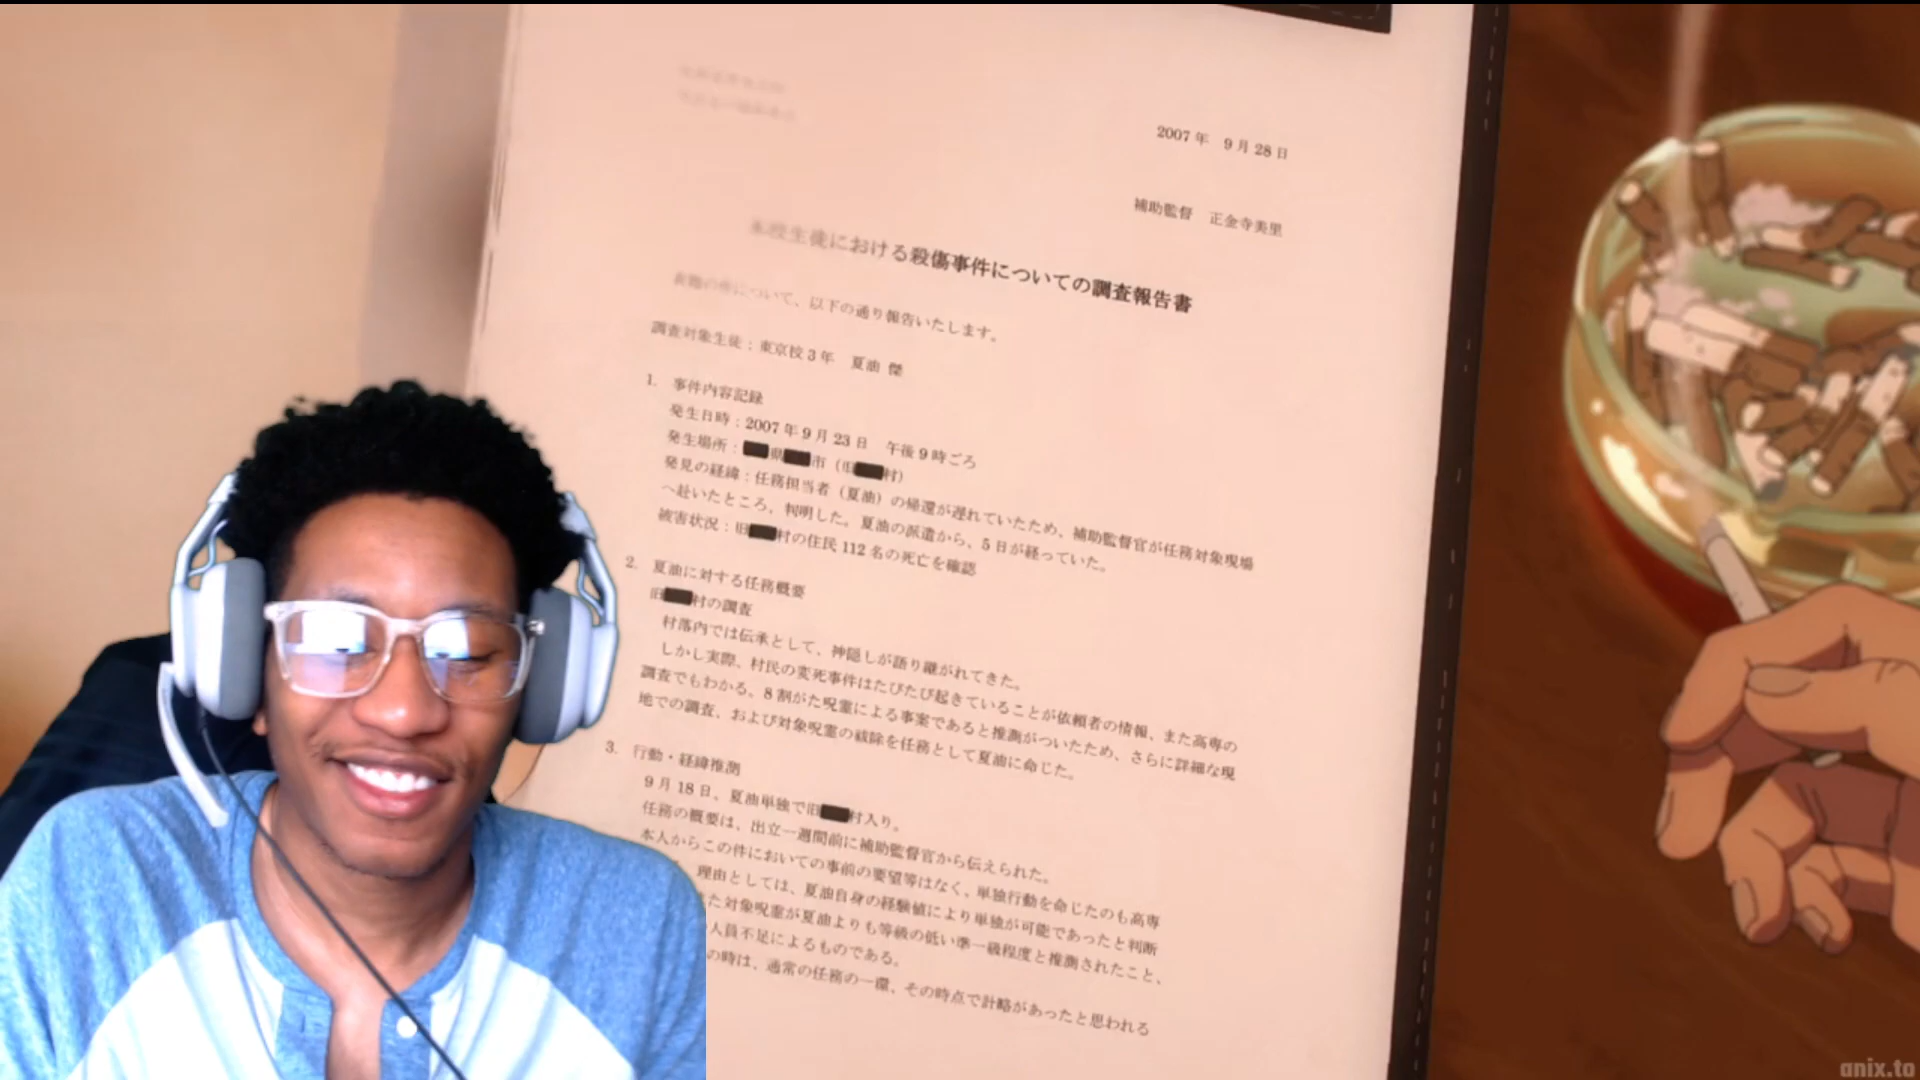 2007年 9月28日
補助監督 正金寺美里
本校生徒における殺傷事件についての調査報告書
表題の件について、以下の通り報告いたします。
調査対象生徒:東京校3年 夏油 傑
1. 事件内容記録
発生日時:2007年9月23日 午後9時ごろ
発生場所:県市(旧村)
発見の経緯:任務担当者(夏油)の帰還が遅れていたため、補助監督官が任務対象現場
へ赴いたところ、判明した。夏油の派遣から、5日が経っていた。
被害状況:旧村の住民112名の死亡を確認
2. 夏油に対する任務概要
旧村の調査
村落内では伝承として、神隠しが語り継がれてきた。
しかし実際、村民の変死事件はたびたび起きていることが依頼者の情報、また高専の
調査でもわかる。8割がた呪霊による事案であると推測がついたため、さらに詳細な現
地での調査、および対象呪霊の祓除を任務として夏油に命じた。
3. 行動・経緯推測
9月18日、夏油単独で旧村入り。
任務の概要は、出立一週間前に補助監督官から伝えられた。
本人からこの件においての事前の要望等はなく、単独行動を命じたのも高専
理由としては、夏油自身の経験値により単独が可能であったと判断
た対象呪霊が夏油よりも等級の低い準一級程度と推測されたこと、
人員不足によるものである。
の時は、通常の任務の一環、その時点で計略があったと思われる
anix.to